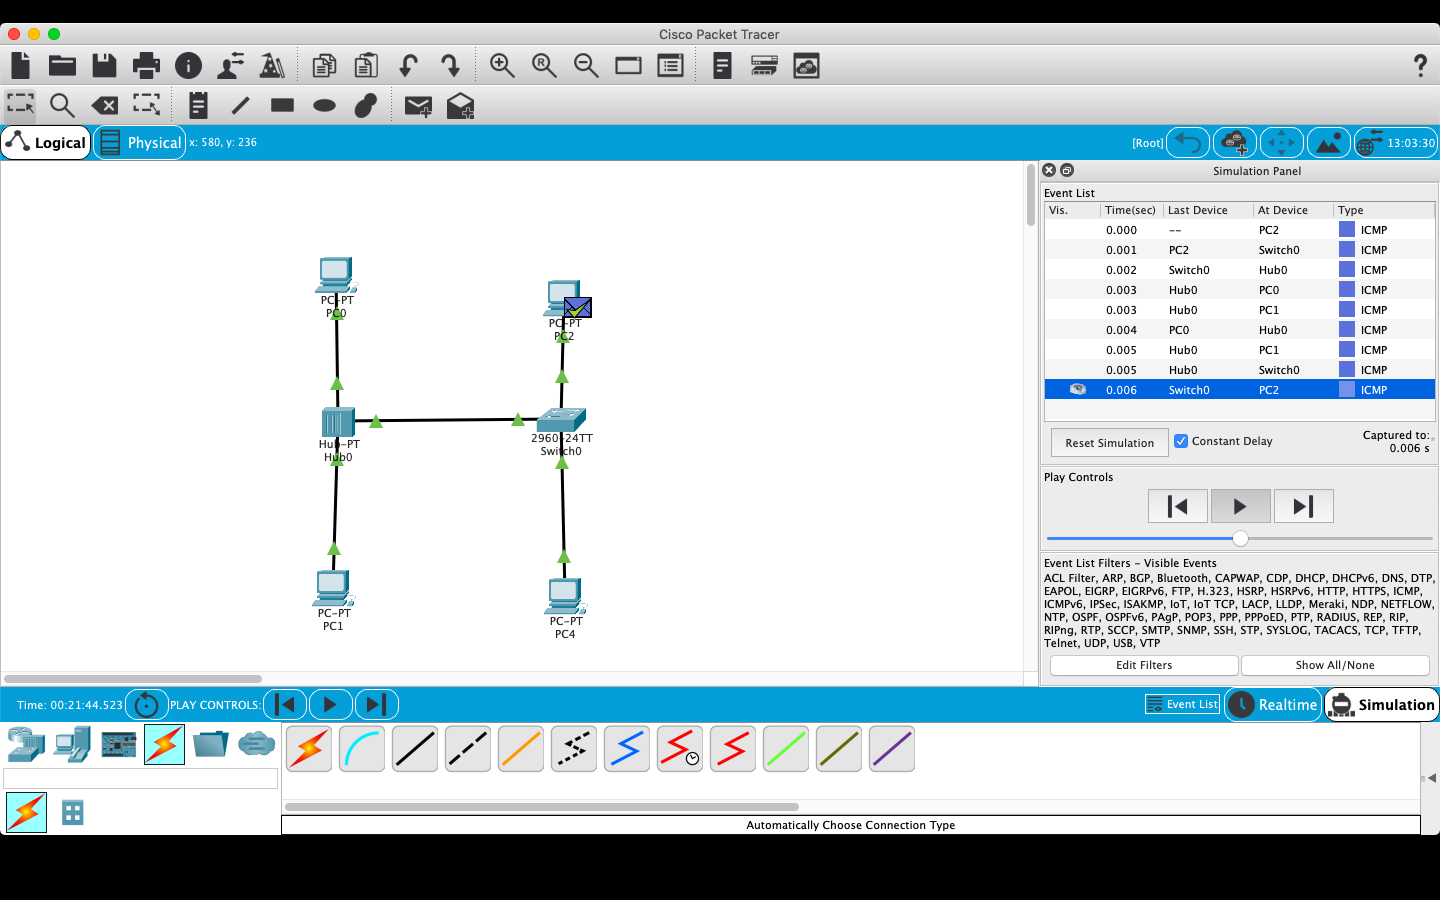 Cisco Packet Tracer
Logical
Physical
x: 580, y: 236
[Root]
13:03:30
Simulation Panel
Event List
Vis. Time(sec) Last Device At Device Type
0.000 -- PC2 ICMP
0.001 PC2 Switch0 ICMP
0.002 Switch0 Hub0 ICMP
0.003 Hub0 PC0 ICMP
0.003 Hub0 PC1 ICMP
0.004 PC0 Hub0 ICMP
0.005 Hub0 PC1 ICMP
0.005 Hub0 Switch0 ICMP
0.006 Switch0 PC2 ICMP
Reset Simulation
Constant Delay
Captured to:
0.006 s
Play Controls
Event List Filters - Visible Events
ACL Filter, ARP, BGP, Bluetooth, CAPWAP, CDP, DHCP, DHCPv6, DNS, DTP,
EAPOL, EIGRP, EIGRPv6, FTP, H.323, HSRP, HSRPv6, HTTP, HTTPS, ICMP,
ICMPv6, IPSec, ISAKMP, IoT, IoT TCP, LACP, LLDP, Meraki, NDP, NETFLOW,
NTP, OSPF, OSPFv6, PAgP, POP3, PPP, PPPoED, PTP, RADIUS, REP, RIP,
RIPng, RTP, SCCP, SMTP, SNMP, SSH, STP, SYSLOG, TACACS, TCP, TFTP,
Telnet, UDP, USB, VTP
Edit Filters
Show All/None
PC-PT
PC0
PC-PT
PC2
Hub-PT
Hub0
2960-24TT
Switch0
PC-PT
PC1
PC-PT
PC4
Time: 00:21:44.523
PLAY CONTROLS:
Event List
Realtime
Simulation
Automatically Choose Connection Type